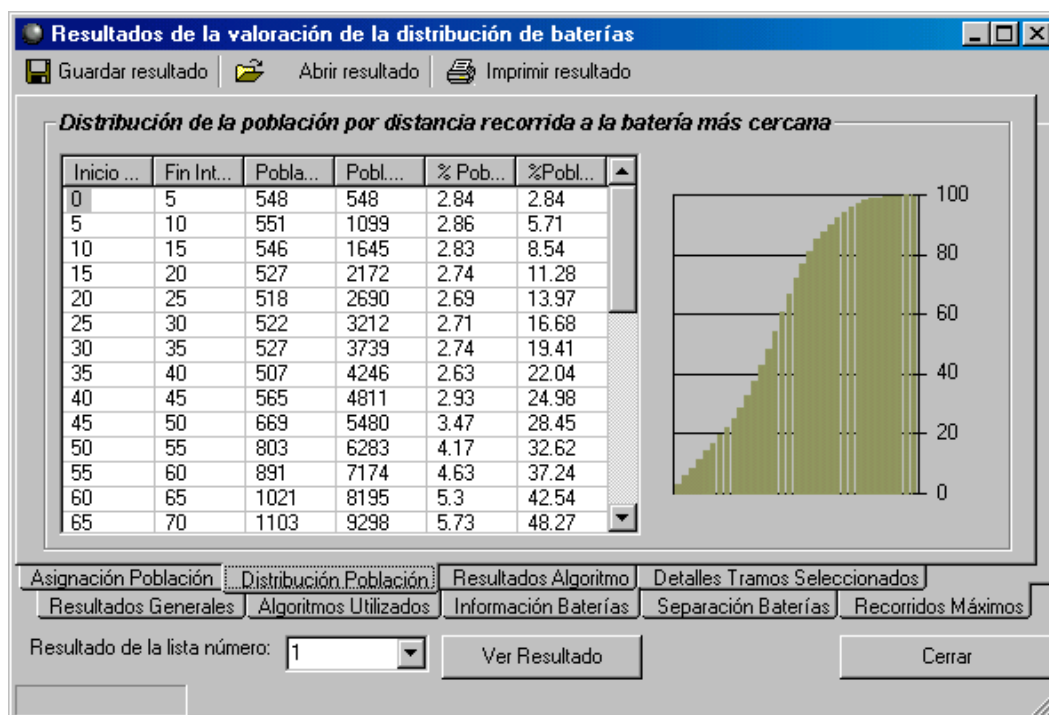 Resultados de la valoración de la distribución de baterías
Guardar resultado Abrir resultado Imprimir resultado
Distribución de la población por distancia recorrida a la batería más cercana
Inicio ... Fin Int... Pobla... Pobl.... % Pob... %Pobl...
0 5 548 548 2.84 2.84
5 10 551 1099 2.86 5.71
10 15 546 1645 2.83 8.54
15 20 527 2172 2.74 11.28
20 25 518 2690 2.69 13.97
25 30 522 3212 2.71 16.68
30 35 527 3739 2.74 19.41
35 40 507 4246 2.63 22.04
40 45 565 4811 2.93 24.98
45 50 669 5480 3.47 28.45
50 55 803 6283 4.17 32.62
55 60 891 7174 4.63 37.24
60 65 1021 8195 5.3 42.54
65 70 1103 9298 5.73 48.27
100
80
60
40
20
0
Asignación Población Distribución Población Resultados Algoritmo Detalles Tramos Seleccionados
Resultados Generales Algoritmos Utilizados Información Baterías Separación Baterías Recorridos Máximos
Resultado de la lista número: 1 Ver Resultado Cerrar